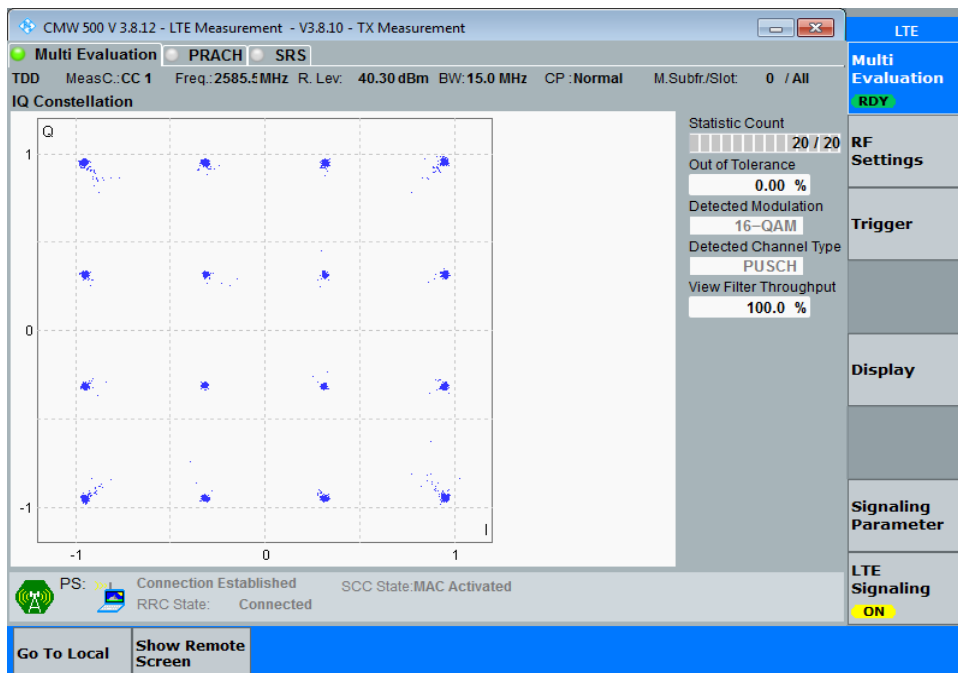 CMW 500 V 3.8.12 - LTE Measurement - V3.8.10 - TX Measurement
LTE
Multi Evaluation PRACH SRS
TDD MeasC.:CC 1 Freq.:2585.5MHz R. Lev: 40.30 dBm BW:15.0 MHz CP :Normal M.Subfr./Slot: 0 / All
IQ Constellation
Q
1
0
-1
-1 0 1
I
Statistic Count
20 / 20
Out of Tolerance
0.00 %
Detected Modulation
16-QAM
Detected Channel Type
PUSCH
View Filter Throughput
100.0 %
Multi
Evaluation
RDY
RF
Settings
Trigger
Display
Signaling
Parameter
LTE
Signaling
ON
PS: Connection Established SCC State:MAC Activated
RRC State: Connected
Go To Local
Show Remote
Screen